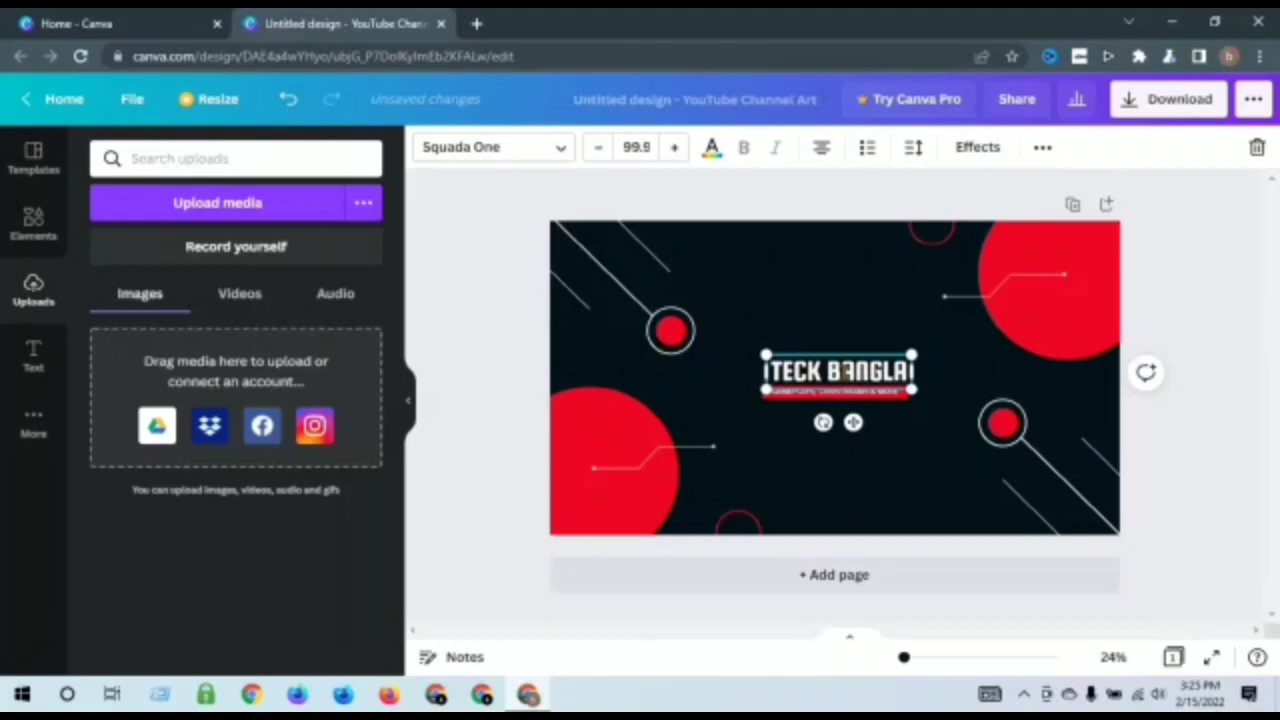 Home - Canva
Untitled design - YouTube Chan
canva.com/design/DAE4a4wYHyo/ubjG_P7DolKylmEb2KFALw/edit
Home
File
Resize
Unsaved changes
Untitled design - YouTube Channel Art
Try Canva Pro
Share
Download
Templates
Elements
Uploads
Text
More
Search uploads
Upload media
Record yourself
Images
Videos
Audio
Drag media here to upload or
connect an account...
You can upload images, videos, audio and gifs
Squada One
99.9
B
I
Effects
TECK BANGLA
+ Add page
Notes
24%
1
3:25 PM
2/15/2022